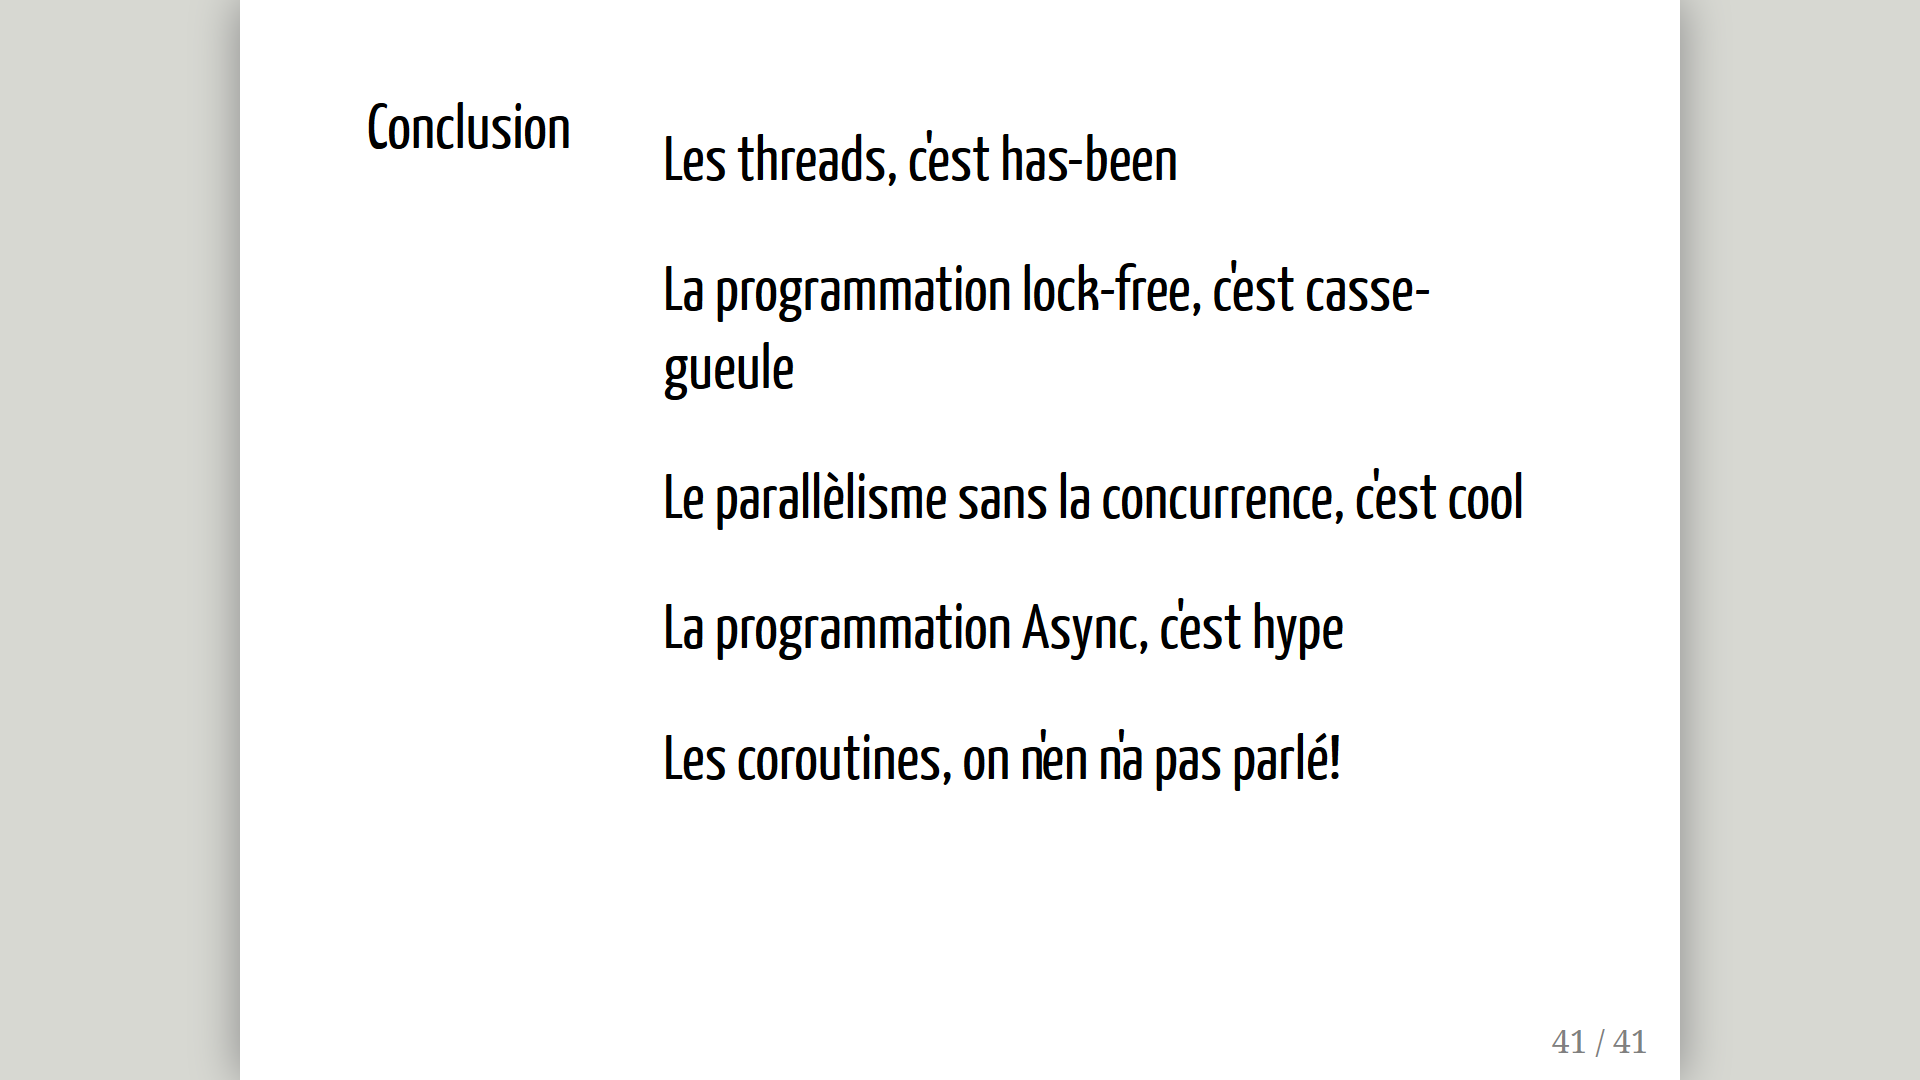 Conclusion
Les threads, c'est has-been
La programmation lock-free, c'est casse-
gueule
Le parallèlisme sans la concurrence, c'est cool
La programmation Async, c'est hype
Les coroutines, on n'en n'a pas parlé!
41 / 41